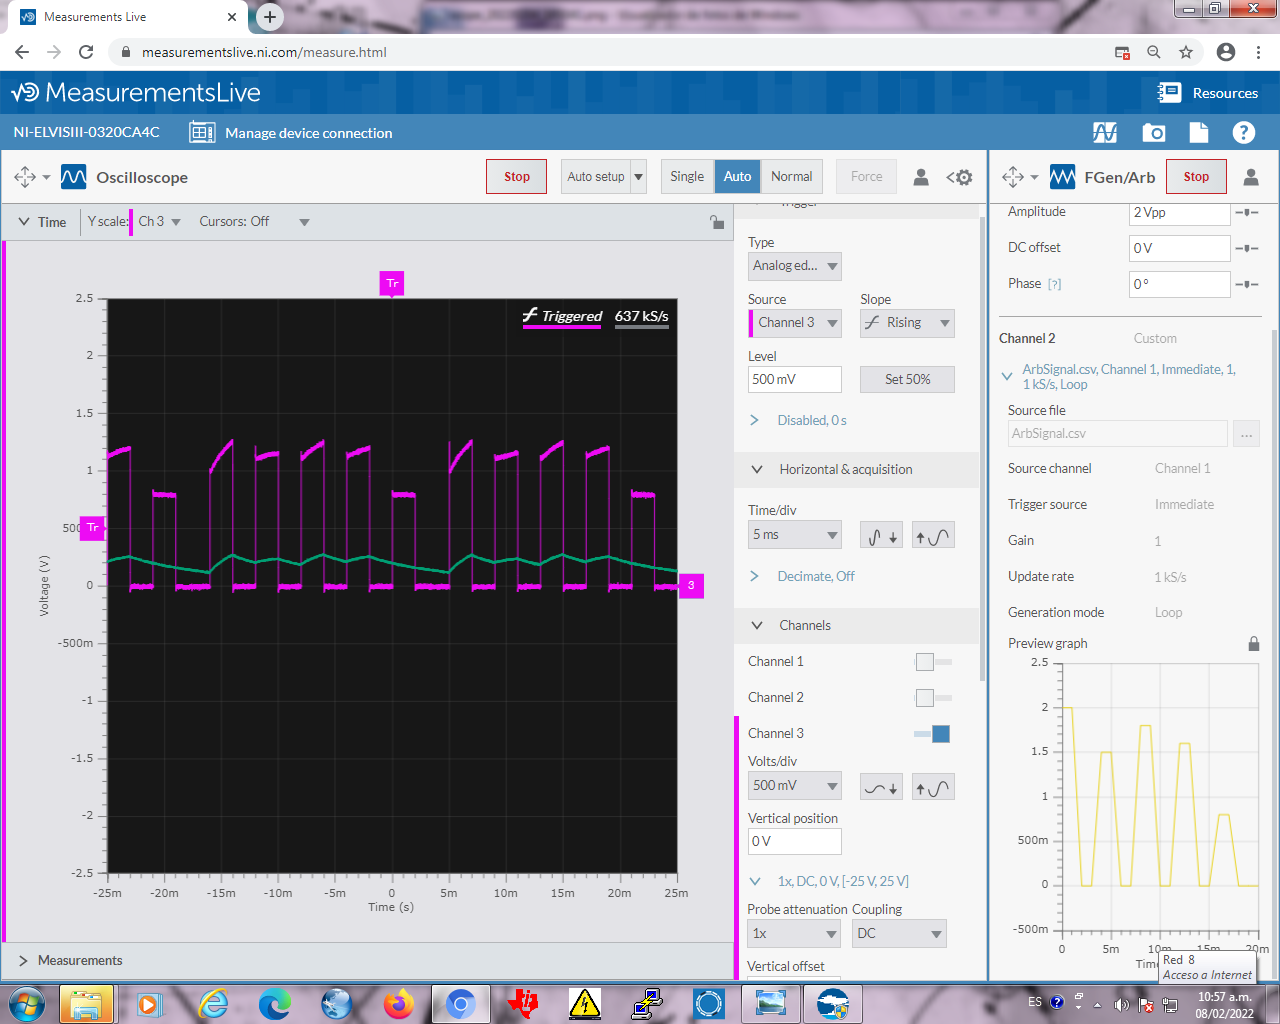 Measurements Live
measurementslive.ni.com/measure.html
MeasurementsLive
Resources
NI-ELVISIII-0320CA4C
Manage device connection
Oscilloscope
Stop
Auto setup
Single
Auto
Normal
Force
FGen/Arb
Stop
Time
Y scale:
Ch 3
Cursors: Off
Tr
2.5
2
1.5
1
500
Tr
0
-500m
-1
-1.5
-2
-2.5
Voltage (V)
Triggered
637 kS/s
3
-25m
-20m
-15m
-10m
-5m
0
5m
10m
15m
20m
25m
Time (s)
Measurements
Trigger
Type
Analog ed...
Source
Slope
Channel 3
Rising
Level
500 mV
Set 50%
Disabled, 0 s
Horizontal & acquisition
Time/div
5 ms
Decimate, Off
Channels
Channel 1
Channel 2
Channel 3
Volts/div
500 mV
Vertical position
0 V
1x, DC, 0 V, [-25 V, 25 V]
Probe attenuation
Coupling
1x
DC
Vertical offset
Amplitude
2 Vpp
DC offset
0 V
Phase [?]
0 °
Channel 2
Custom
ArbSignal.csv, Channel 1, Immediate, 1,
1 kS/s, Loop
Source file
ArbSignal.csv
...
Source channel
Channel 1
Trigger source
Immediate
Gain
1
Update rate
1 kS/s
Generation mode
Loop
Preview graph
2.5
2
1.5
1
500m
0
-500m
0
5m
10m
15m
20m
Red 8
Acceso a Internet
ES
10:57 a.m.
08/02/2022